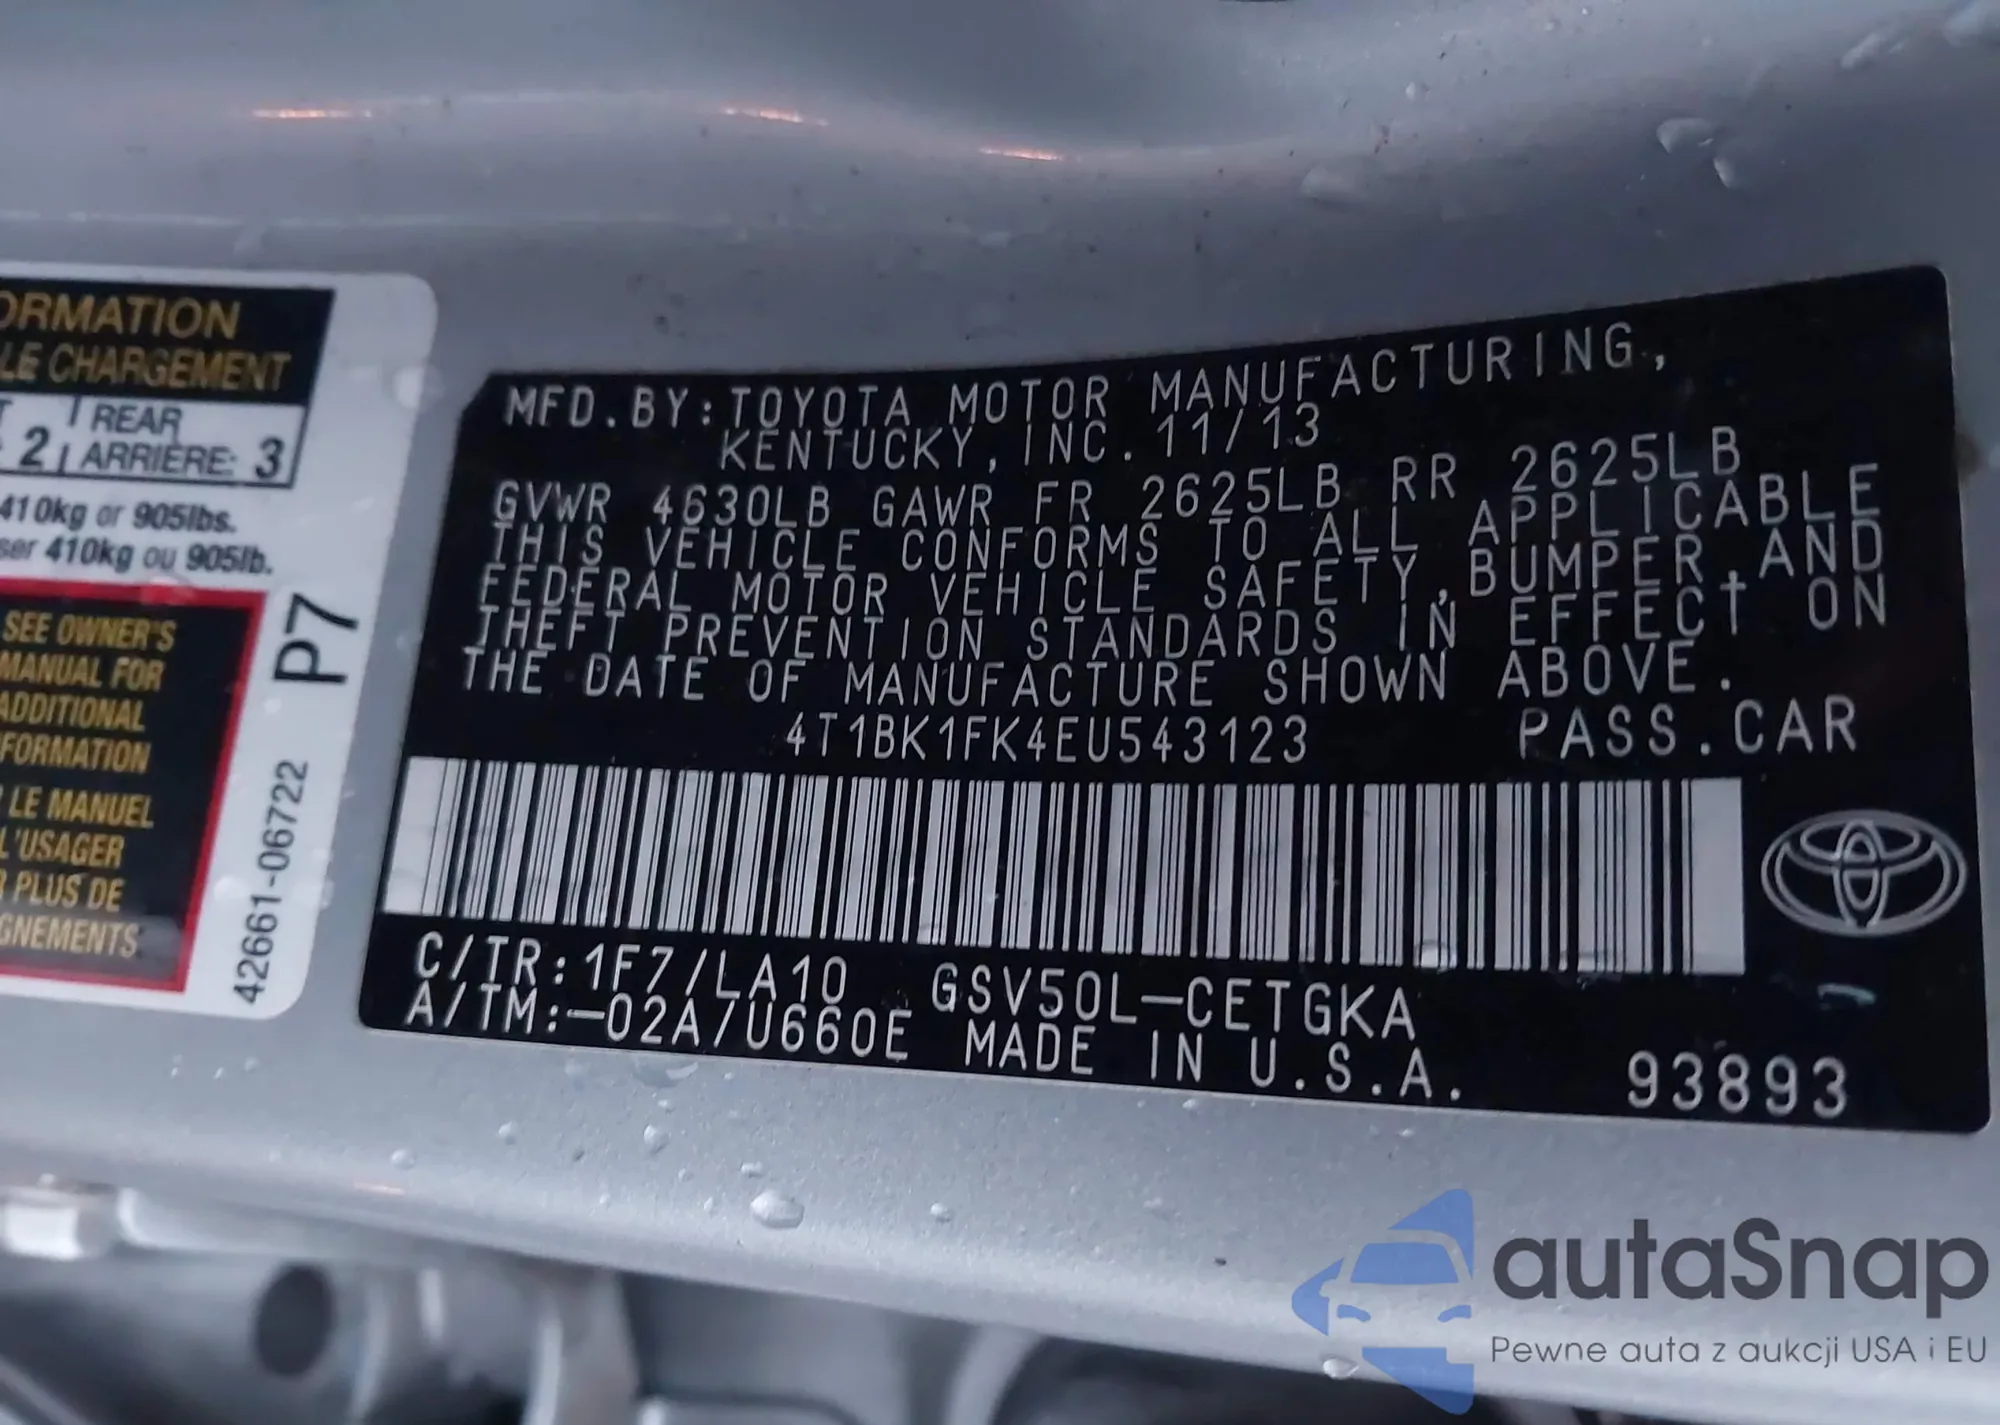 ORMATION
LE CHARGEMENT
2 REAR
ARRIÈRE: 3
410kg or 905lbs.
ser 410kg ou 905lb.
SEE OWNER'S
MANUAL FOR
ADDITIONAL
FORMATION
LE MANUEL
L'USAGER
PLUS DE
GNEMENTS
42661-06722 P7
MFD.BY:TOYOTA MOTOR MANUFACTURING,
KENTUCKY,INC.11/13
GVWR 4630LB GAWR FR 2625LB RR 2625LB
THIS VEHICLE CONFORMS TO ALL APPLICABLE
FEDERAL MOTOR VEHICLE SAFETY,BUMPER,AND
THEFT PREVENTION STANDARDS IN EFFECT ON
THE DATE OF MANUFACTURE SHOWN ABOVE.
4T1BK1FK4EU543123 PASS.CAR
C/TR:1F7/LA10 GSV50L-CETGKA
A/TM:-02A/U660E MADE IN U.S.A. 93893
autaSnap
Pewne auta z aukcji USA i EU